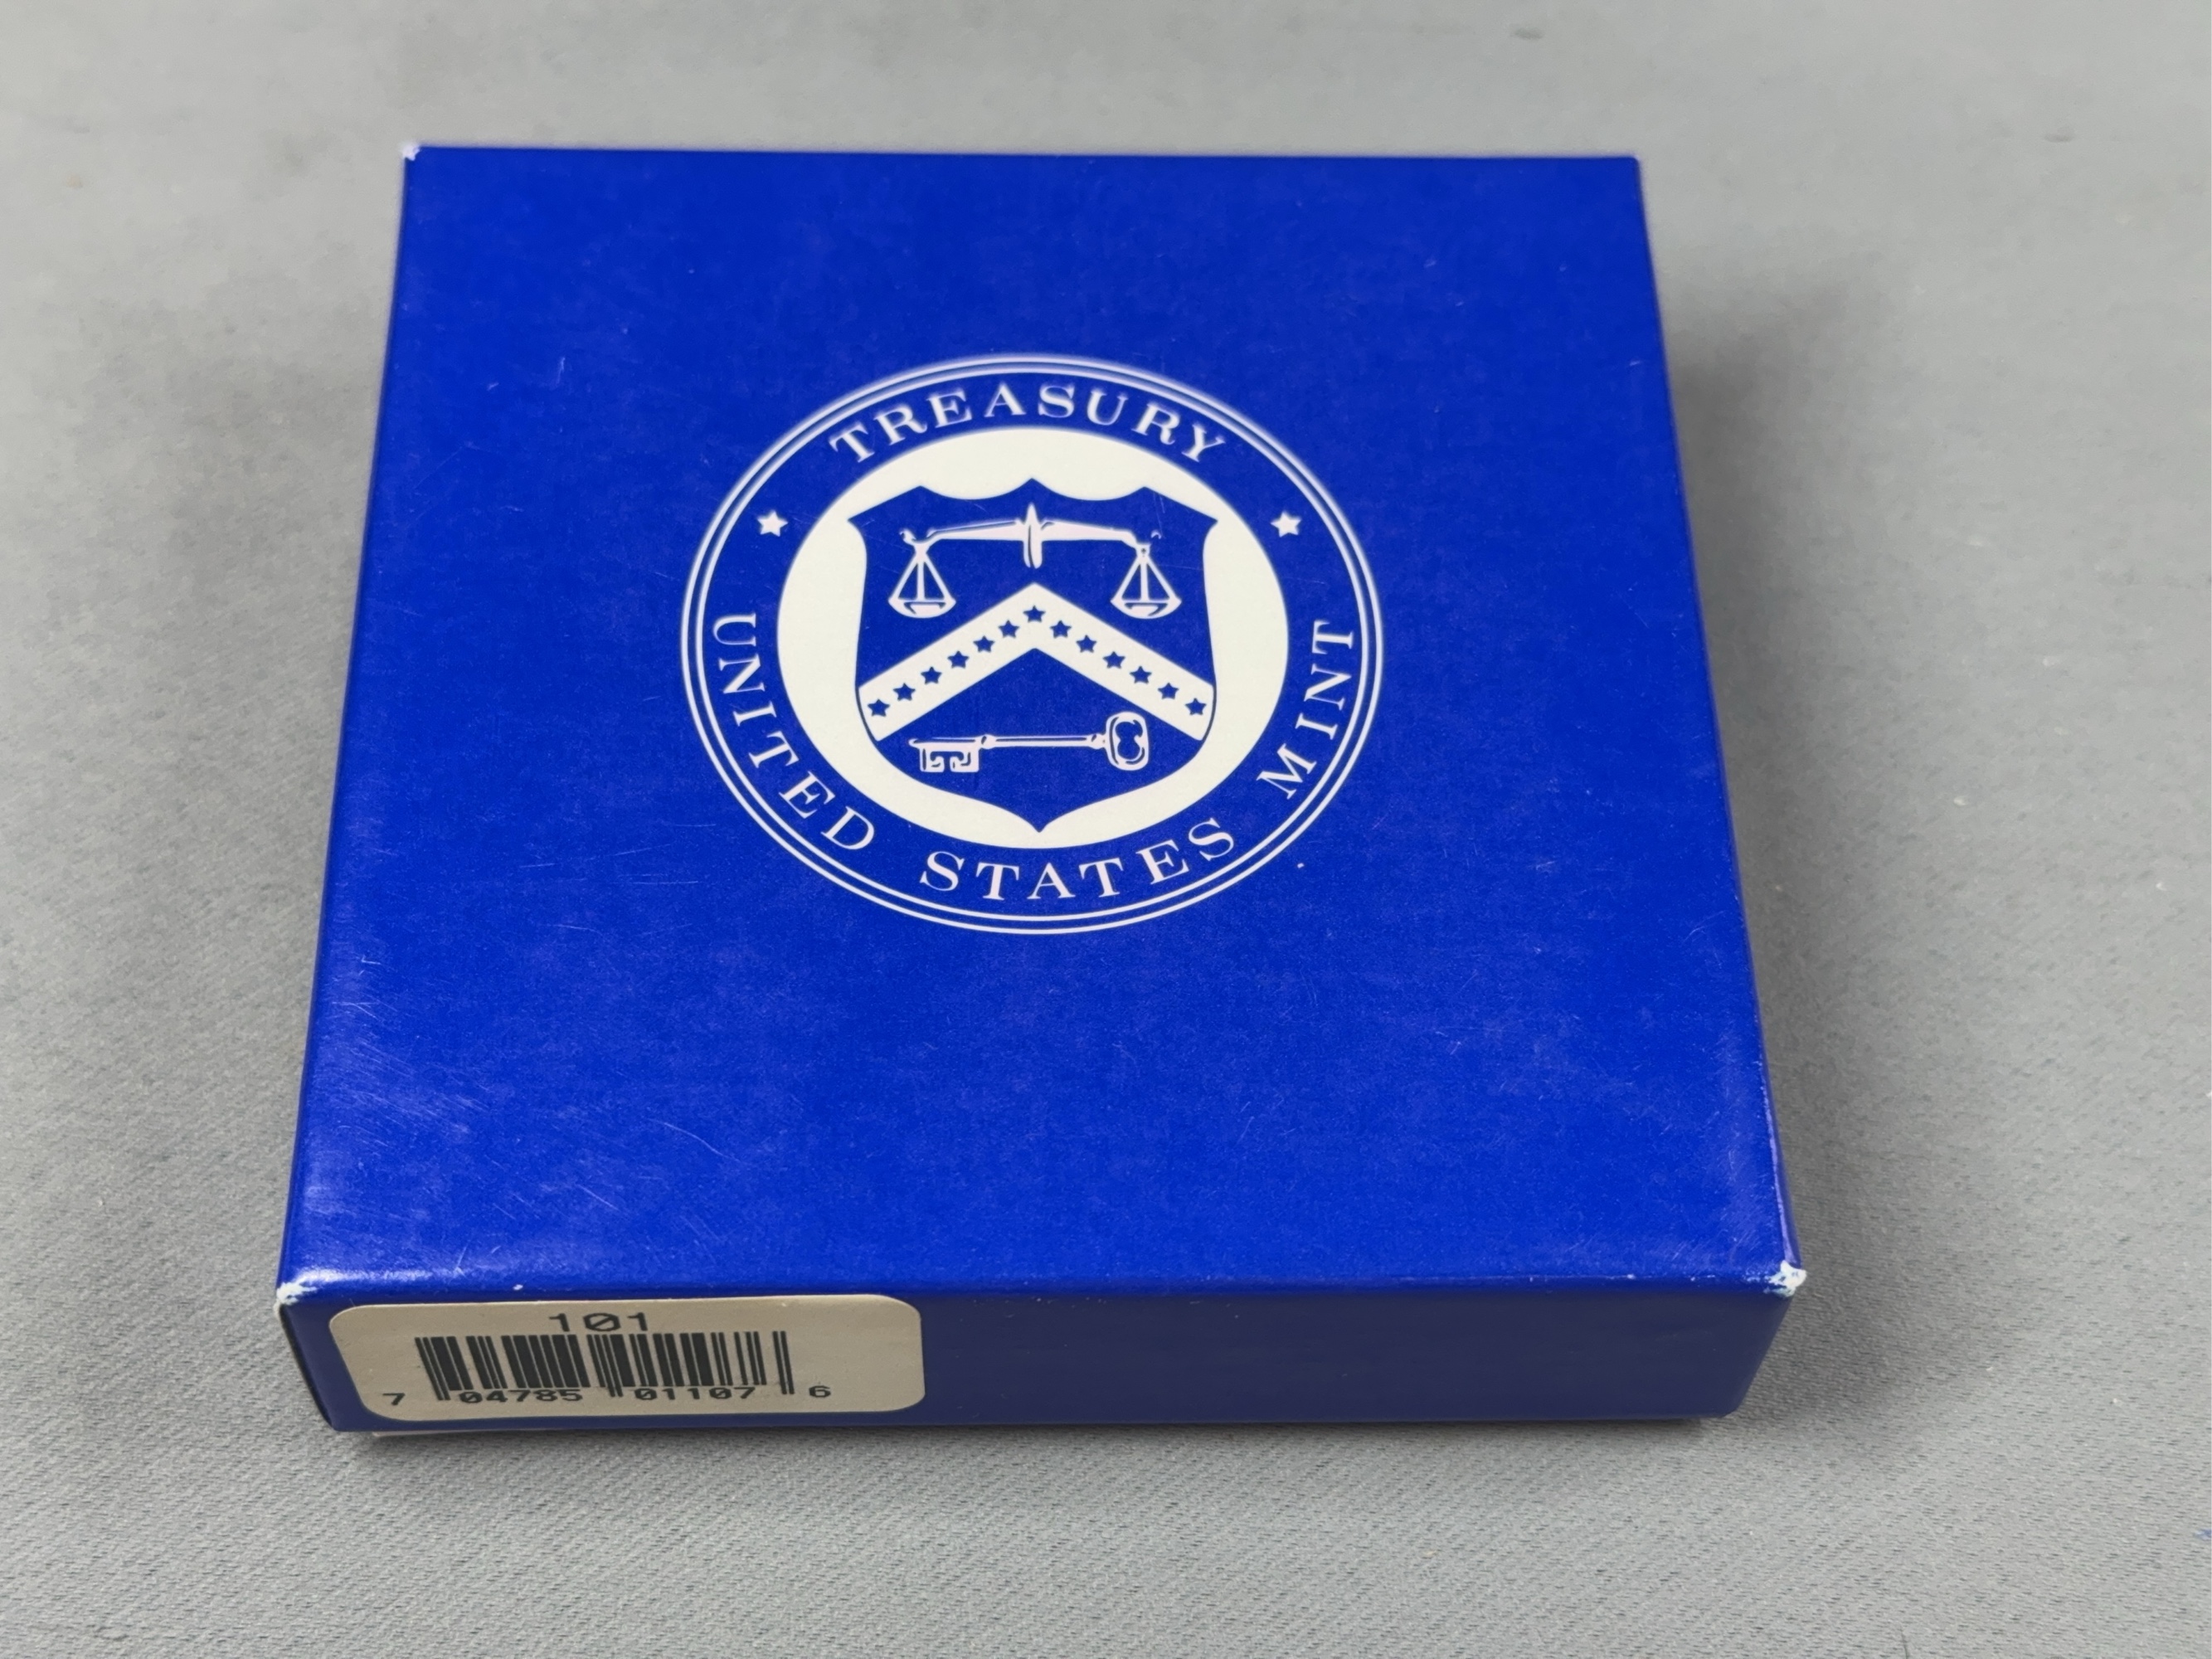 TREASURY
UNITED STATES MINT
101
7 04785 01107 6